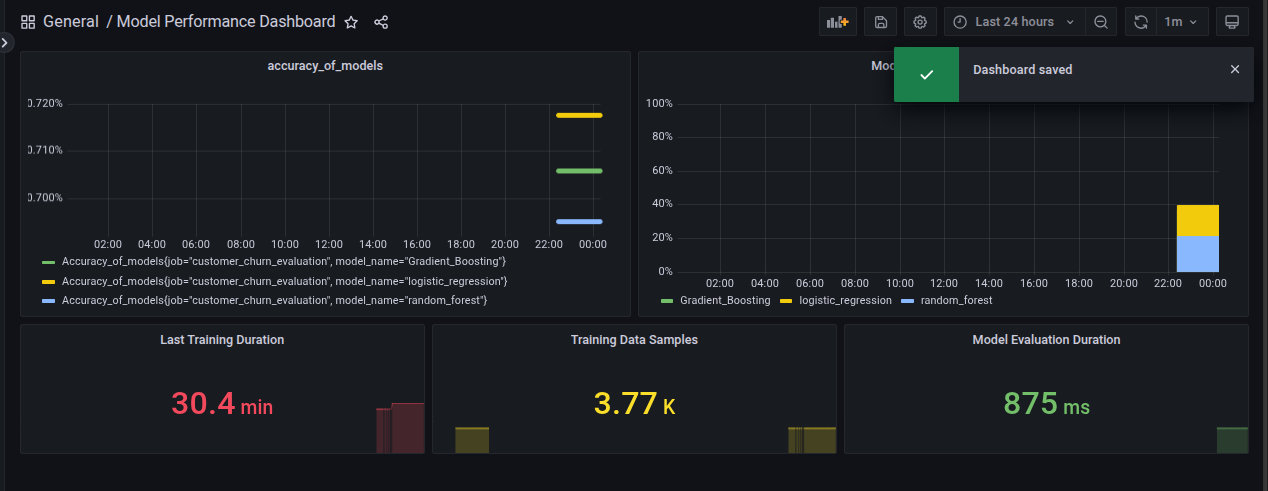 General / Model Performance Dashboard
Last 24 hours
1m
Dashboard saved
accuracy_of_models
0.720%
0.710%
0.700%
02:00 04:00 06:00 08:00 10:00 12:00 14:00 16:00 18:00 20:00 22:00 00:00
Accuracy_of_models{job="customer_churn_evaluation", model_name="Gradient_Boosting"}
Accuracy_of_models{job="customer_churn_evaluation", model_name="logistic_regression"}
Accuracy_of_models{job="customer_churn_evaluation", model_name="random_forest"}
100%
80%
60%
40%
20%
0%
02:00 04:00 06:00 08:00 10:00 12:00 14:00 16:00 18:00 20:00 22:00 00:00
Gradient_Boosting logistic_regression random_forest
Last Training Duration
30.4 min
Training Data Samples
3.77 K
Model Evaluation Duration
875 ms